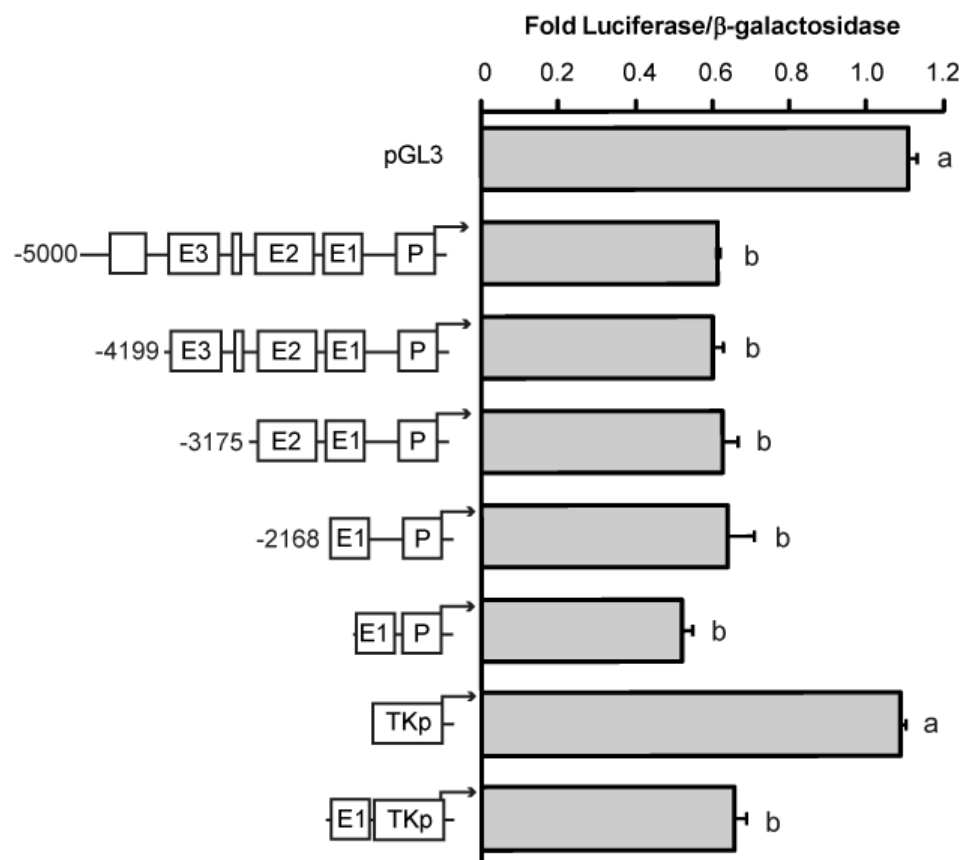 Fold Luciferase/β-galactosidase
0 0.2 0.4 0.6 0.8 1.0 1.2
pGL3 a
-5000 E3 E2 E1 P b
-4199 E3 E2 E1 P b
-3175 E2 E1 P b
-2168 E1 P b
E1 P b
TKp a
E1 TKp b